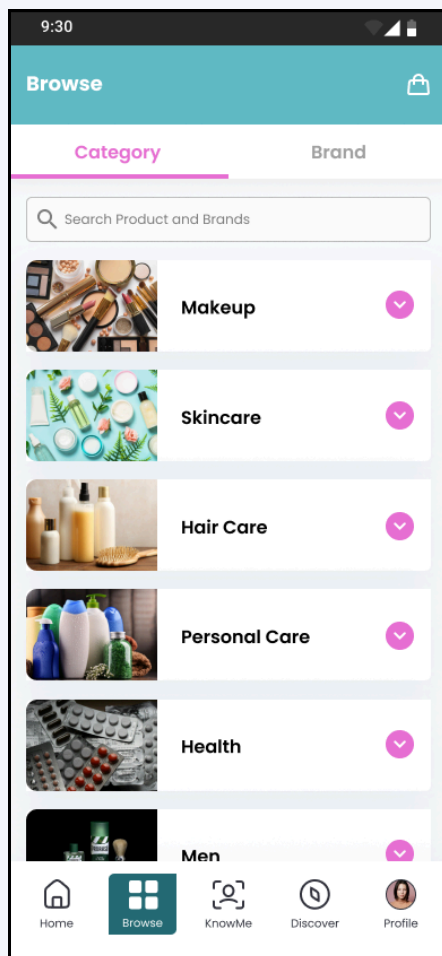 9:30
Browse
Category Brand
Search Product and Brands
Makeup
Skincare
Hair Care
Personal Care
Health
Men
Home Browse KnowMe Discover Profile